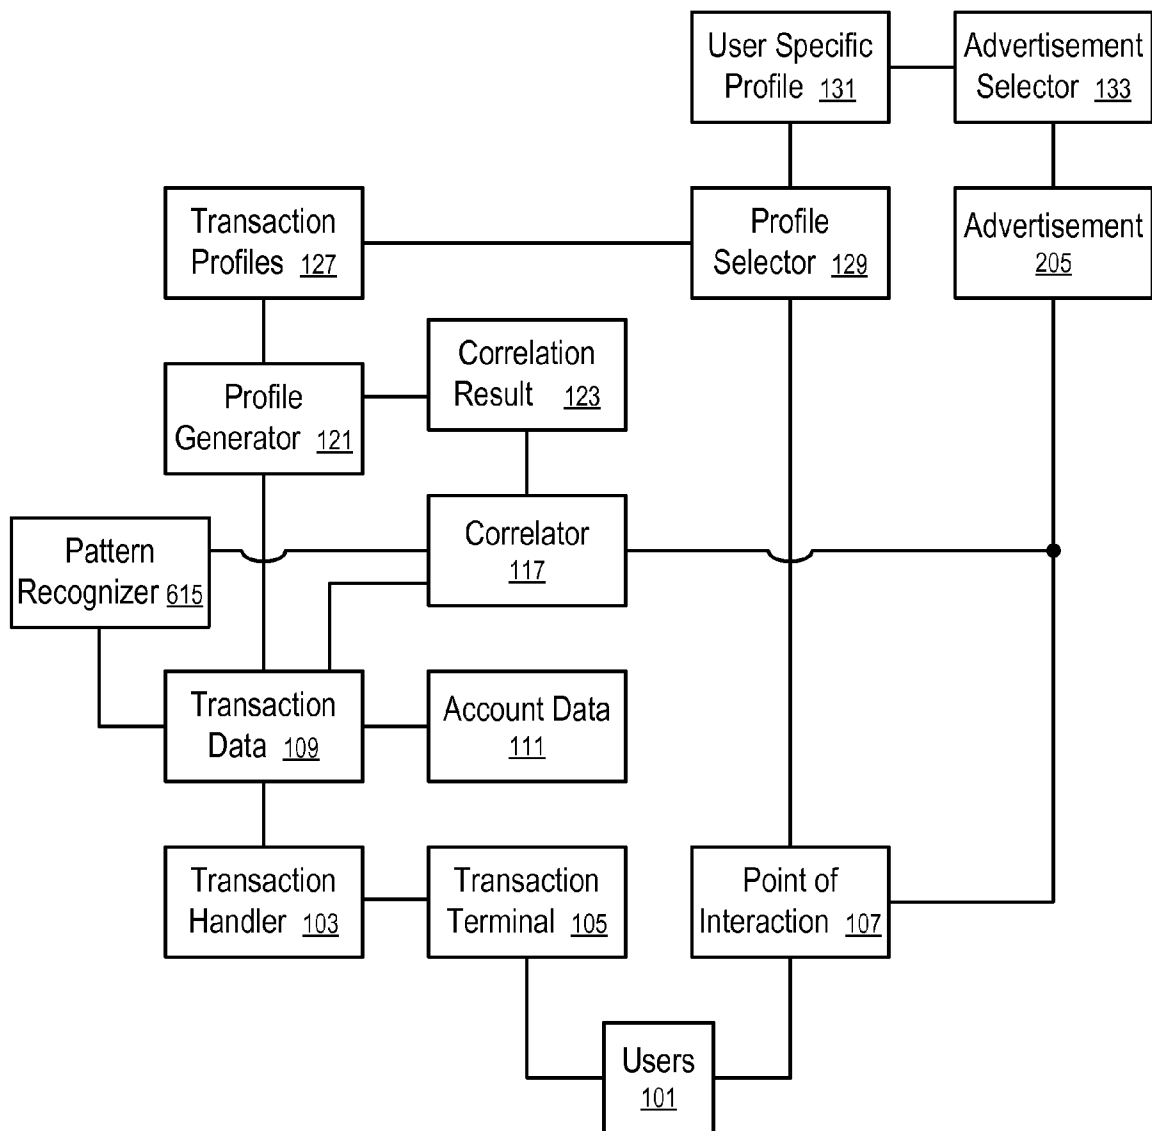 User Specific
Profile 131
Advertisement
Selector 133
Transaction
Profiles 127
Profile
Selector 129
Advertisement
205
Correlation
Result 123
Profile
Generator 121
Pattern
Recognizer 615
Correlator
117
Transaction
Data 109
Account Data
111
Transaction
Handler 103
Transaction
Terminal 105
Point of
Interaction 107
Users
101